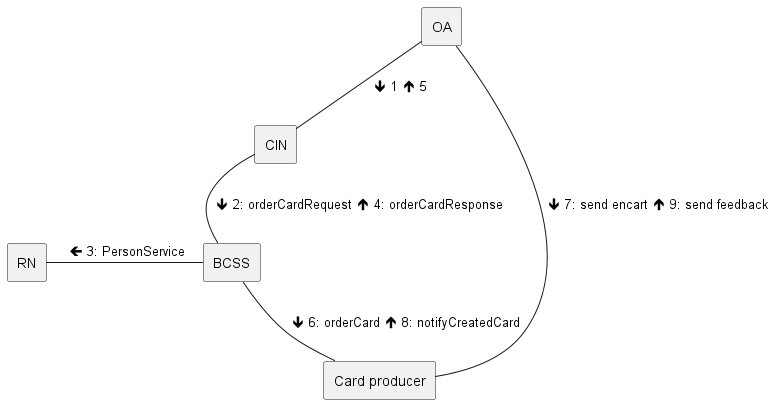 OA
🡻 1 🡹 5
CIN
🡻 2: orderCardRequest 🡹 4: orderCardResponse
🡻 7: send encart 🡹 9: send feedback
🡸 3: PersonService
RN
BCSS
🡻 6: orderCard 🡹 8: notifyCreatedCard
Card producer